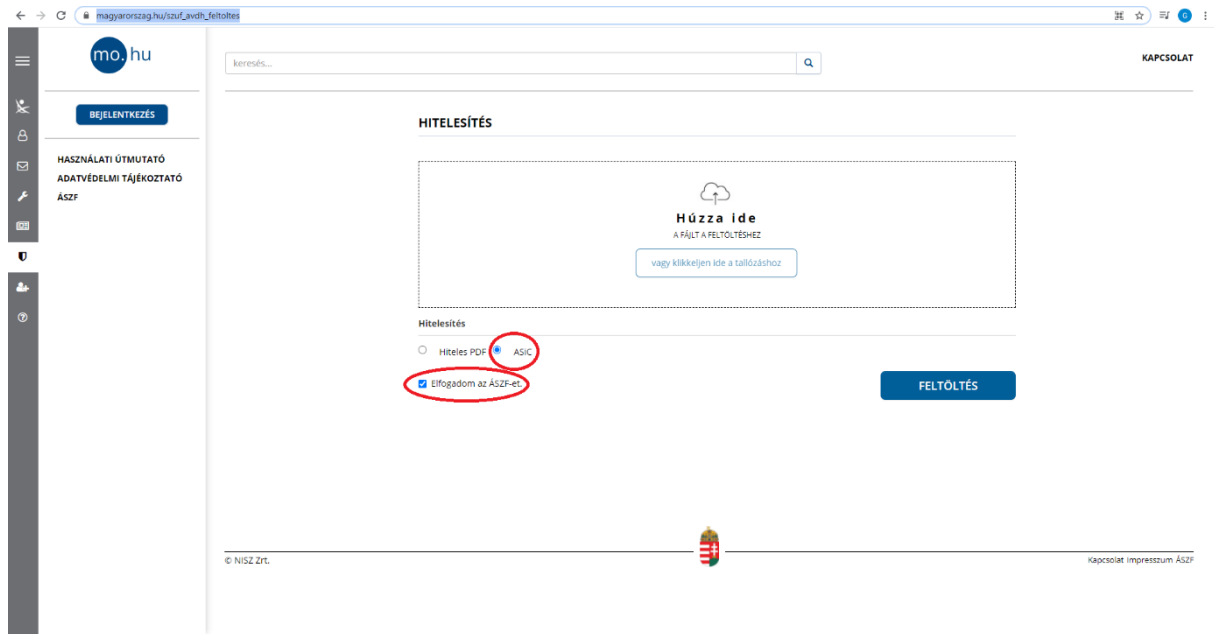 magyarorszag.hu/szuf_avdh_feltoltes
G
mo.hu
keresés...
KAPCSOLAT
BEJELENTKEZÉS
HASZNÁLATI ÚTMUTATÓ
ADATVÉDELMI TÁJÉKOZTATÓ
ÁSZF
HITELESÍTÉS
Húzza ide
A FÁJLT A FELTÖLTÉSHEZ
vagy klikkeljen ide a tallózáshoz
Hitelesítés
Hiteles PDF ASIC
Elfogadom az ÁSZF-et.
FELTÖLTÉS
© NISZ Zrt.
Kapcsolat Impresszum ÁSZF